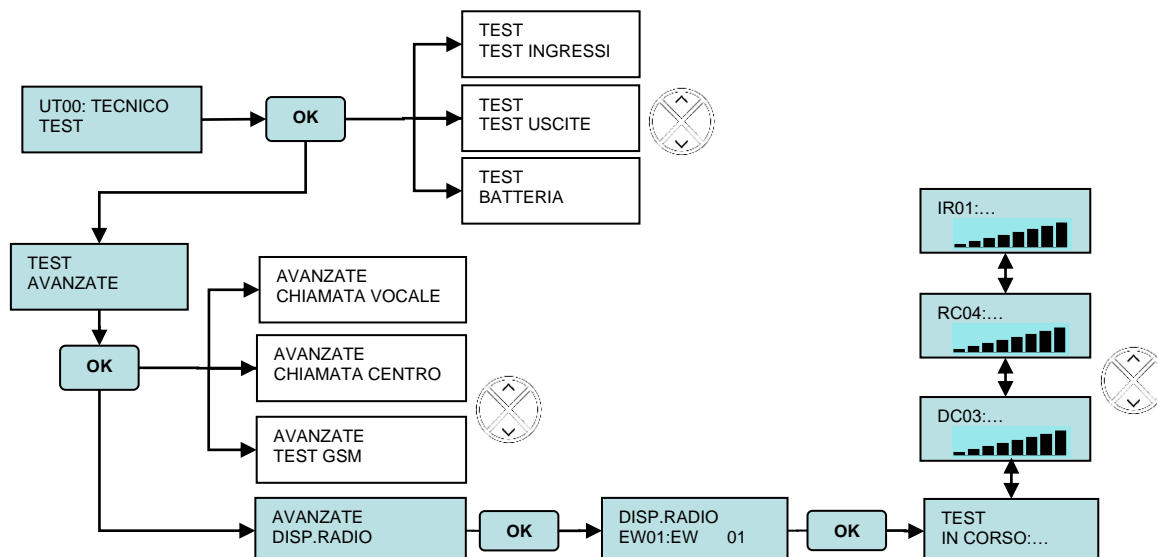 TEST
TEST INGRESSI
UT00: TECNICO
TEST
OK
TEST
TEST USCITE
TEST
BATTERIA
TEST
AVANZATE
OK
AVANZATE
CHIAMATA VOCALE
AVANZATE
CHIAMATA CENTRO
AVANZATE
TEST GSM
AVANZATE
DISP.RADIO
OK
DISP.RADIO
EW01:EW 01
OK
TEST
IN CORSO:…
DC03:…
RC04:…
IR01:…